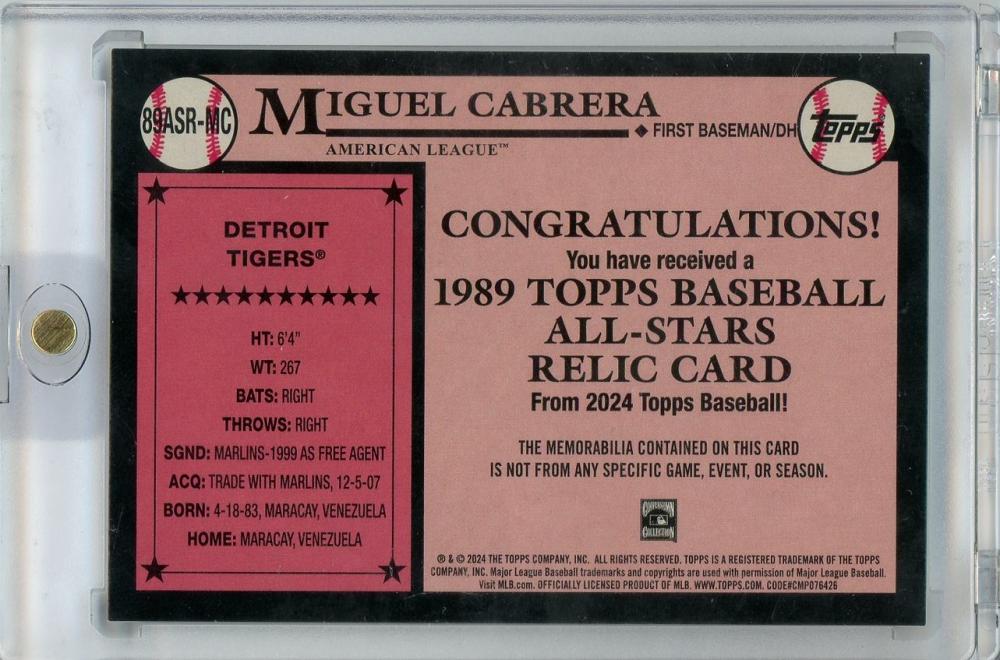 89ASR-MC
MIGUEL CABRERA
◆ FIRST BASEMAN/DH
AMERICAN LEAGUE™
TOPPS
DETROIT
TIGERS®
★★★★★★★★★★
HT: 6'4"
WT: 267
BATS: RIGHT
THROWS: RIGHT
SGND: MARLINS-1999 AS FREE AGENT
ACQ: TRADE WITH MARLINS, 12-5-07
BORN: 4-18-83, MARACAY, VENEZUELA
HOME: MARACAY, VENEZUELA
CONGRATULATIONS!
You have received a
1989 TOPPS BASEBALL
ALL-STARS
RELIC CARD
From 2024 Topps Baseball!
THE MEMORABILIA CONTAINED ON THIS CARD
IS NOT FROM ANY SPECIFIC GAME, EVENT, OR SEASON.
COOPERSTOWN
COLLECTION
® & © 2024 THE TOPPS COMPANY, INC. ALL RIGHTS RESERVED. TOPPS IS A REGISTERED TRADEMARK OF THE TOPPS
COMPANY, INC. Major League Baseball trademarks and copyrights are used with permission of Major League Baseball.
Visit MLB.com. OFFICIALLY LICENSED PRODUCT OF MLB. WWW.TOPPS.COM. CODE#CMP076426